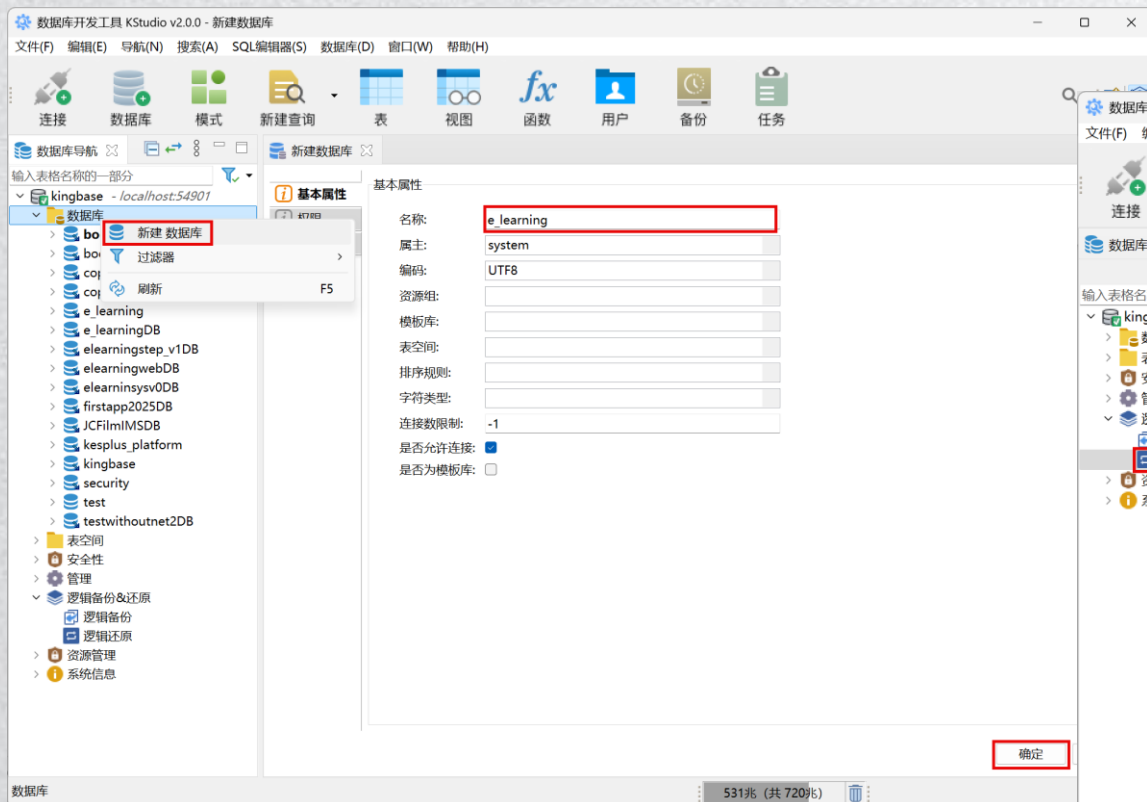 数据库开发工具 KStudio v2.0.0 - 新建数据库
文件(F) 编辑(E) 导航(N) 搜索(A) SQL编辑器(S) 数据库(D) 窗口(W) 帮助(H)
连接 数据库 模式 新建查询 表 视图 函数 用户 备份 任务
数据库导航 新建数据库
输入表格名称的一部分
kingbase - localhost:54901
数据库
bo
新建 数据库
boo
过滤器
cop
cop
刷新 F5
e_learning
e_learningDB
elearningstep_v1DB
elearningwebDB
elearninsysv0DB
firstapp2025DB
JCFilmIMSDB
kesplus_platform
kingbase
security
test
testwithoutnet2DB
表空间
安全性
管理
逻辑备份&还原
逻辑备份
逻辑还原
资源管理
系统信息
基本属性
权限
基本属性
名称: e_learning
属主: system
编码: UTF8
资源组:
模板库:
表空间:
排序规则:
字符类型:
连接数限制: -1
是否允许连接:
是否为模板库:
确定
数据库
531兆 (共 720兆)
数据库
文件(F)
连接
数据库
输入表格名
king